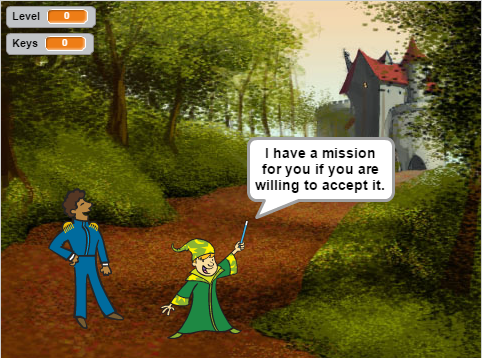 Level 0
Keys 0
I have a mission
for you if you are
willing to accept it.